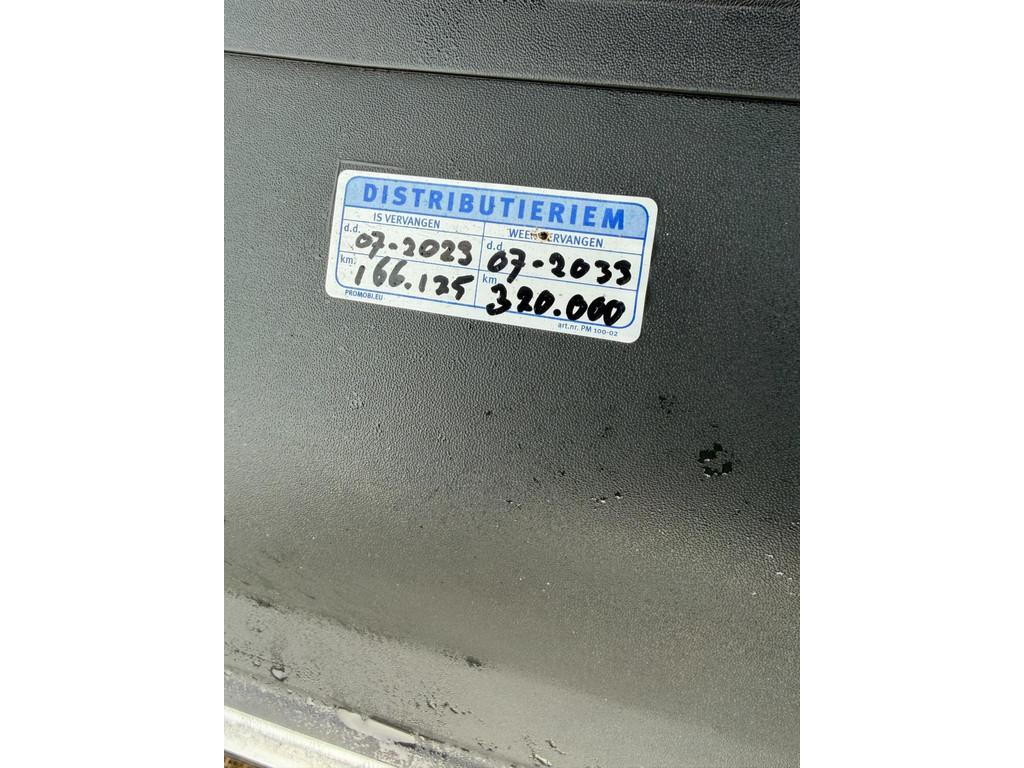 DISTRIBUTIERIEM
IS VERVANGEN
d.d. 07-2023
km. 166.125
PROMOBI.EU
WEER VERVANGEN
d.d. 07-2033
km 320.000
art.nr. PM 100-02